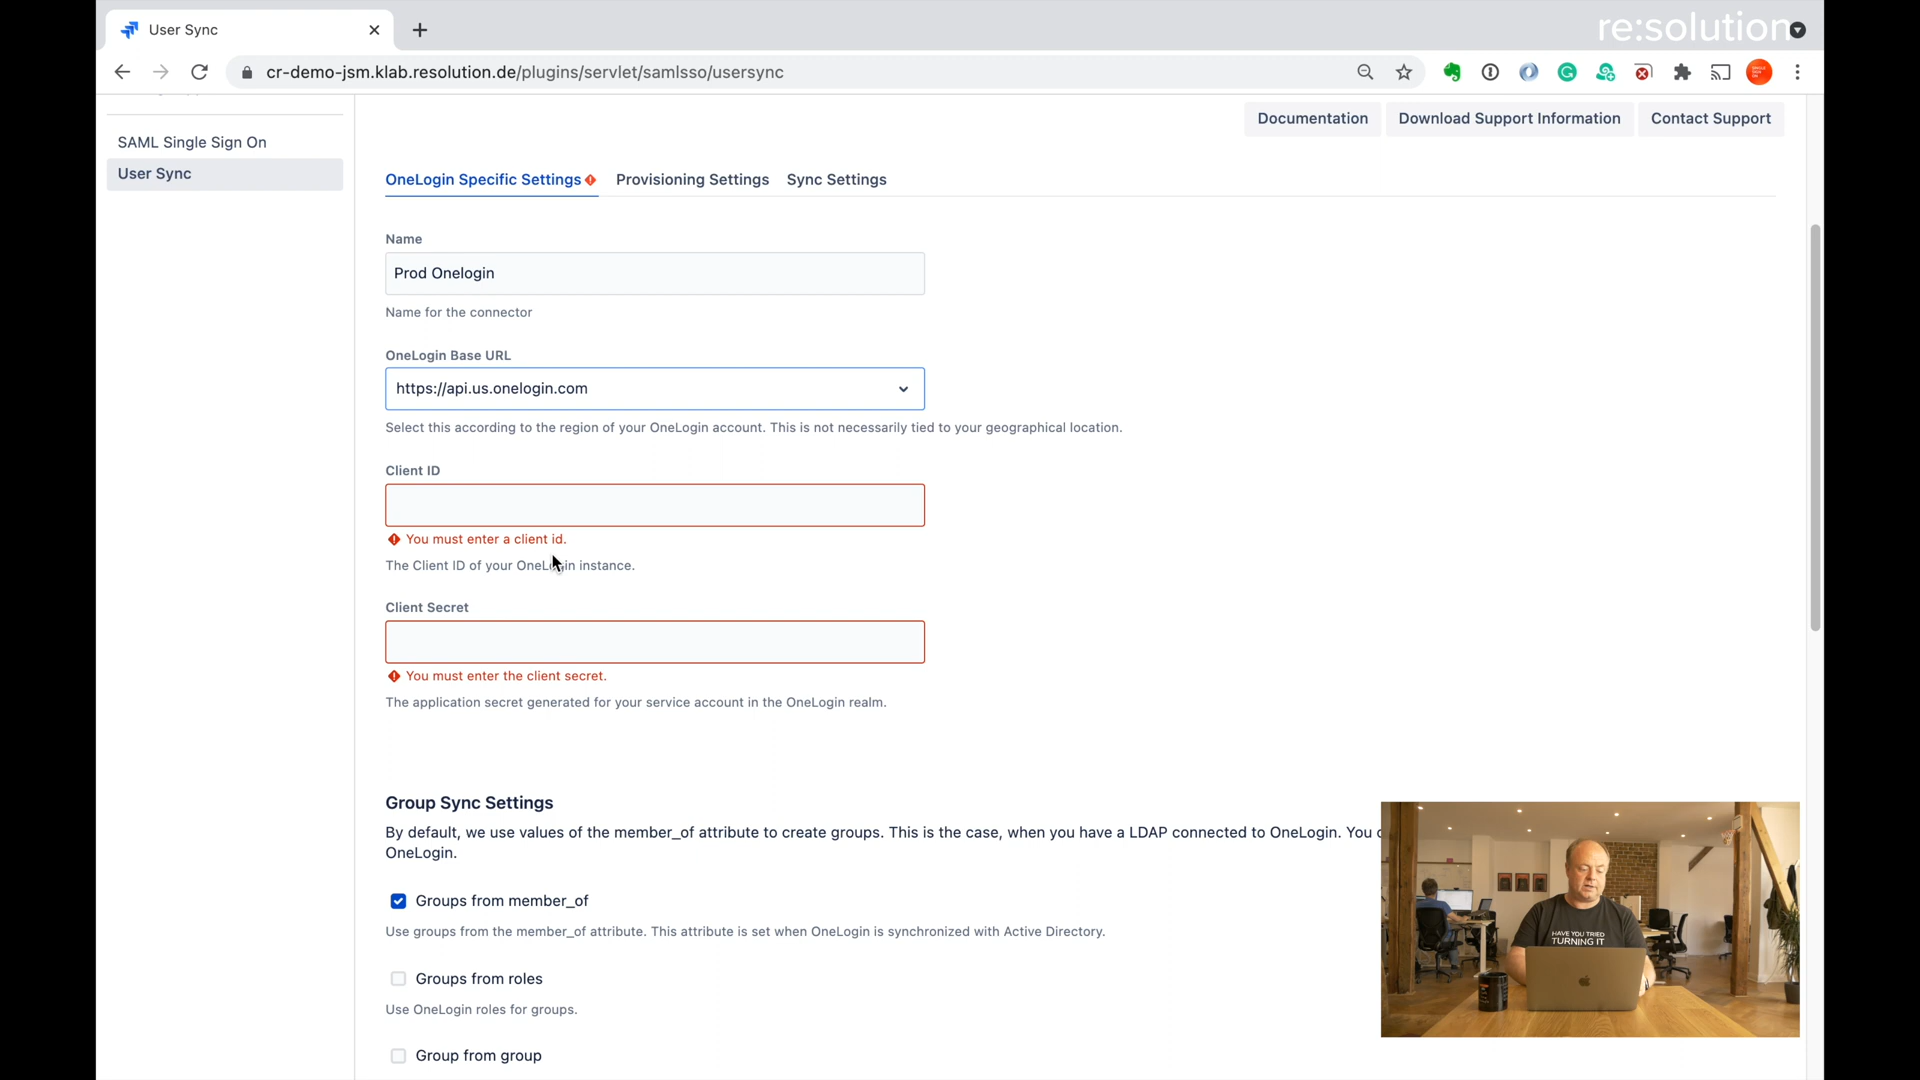 User Sync
re:solution
cr-demo-jsm.klab.resolution.de/plugins/servlet/samlsso/usersync
Documentation
Download Support Information
Contact Support
SAML Single Sign On
User Sync
OneLogin Specific Settings
Provisioning Settings
Sync Settings
Name
Prod Onelogin
Name for the connector
OneLogin Base URL
https://api.us.onelogin.com
Select this according to the region of your OneLogin account. This is not necessarily tied to your geographical location.
Client ID
You must enter a client id.
The Client ID of your OneLogin instance.
Client Secret
You must enter the client secret.
The application secret generated for your service account in the OneLogin realm.
Group Sync Settings
By default, we use values of the member_of attribute to create groups. This is the case, when you have a LDAP connected to OneLogin. You
OneLogin.
Groups from member_of
Use groups from the member_of attribute. This attribute is set when OneLogin is synchronized with Active Directory.
Groups from roles
Use OneLogin roles for groups.
Group from group
HAVE YOU TRIED
TURNING IT